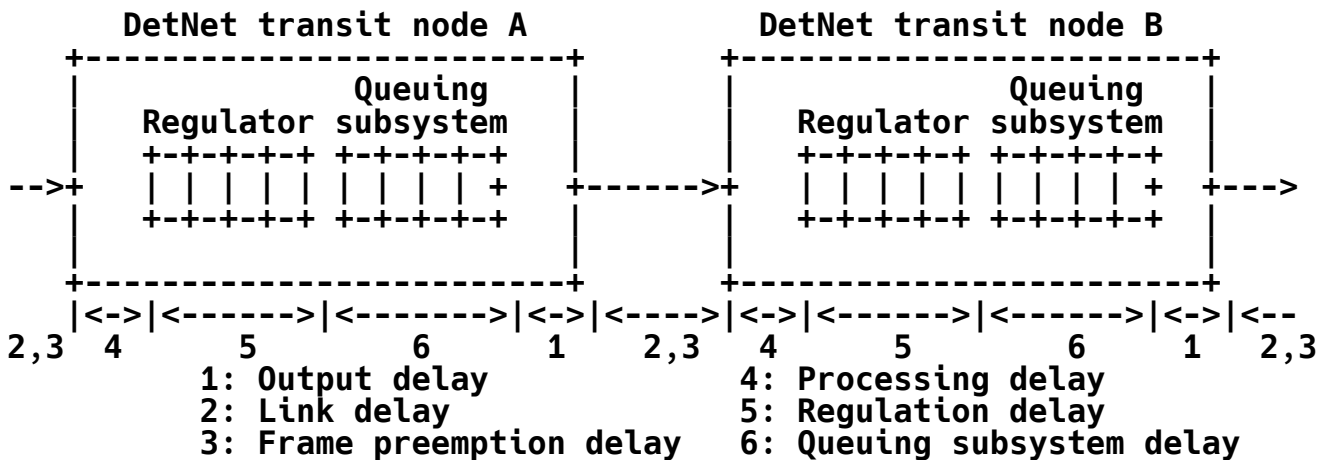 DetNet transit node A DetNet transit node B
+-------------------------+ +------------------------+
| Queuing | | Queuing |
| Regulator subsystem | | Regulator subsystem |
| +-+-+-+-+ +-+-+-+-+ | | +-+-+-+-+ +-+-+-+-+ |
-->+ | | | | | | | | | + +------>+ | | | | | | | | | + +--->
| +-+-+-+-+ +-+-+-+-+ | | +-+-+-+-+ +-+-+-+-+ |
| | | |
+-------------------------+ +------------------------+
|<->|<------>|<------->|<->|<---->|<->|<------>|<------>|<->|<--
2,3 4 5 6 1 2,3 4 5 6 1 2,3
1: Output delay 4: Processing delay
2: Link delay 5: Regulation delay
3: Frame preemption delay 6: Queuing subsystem delay